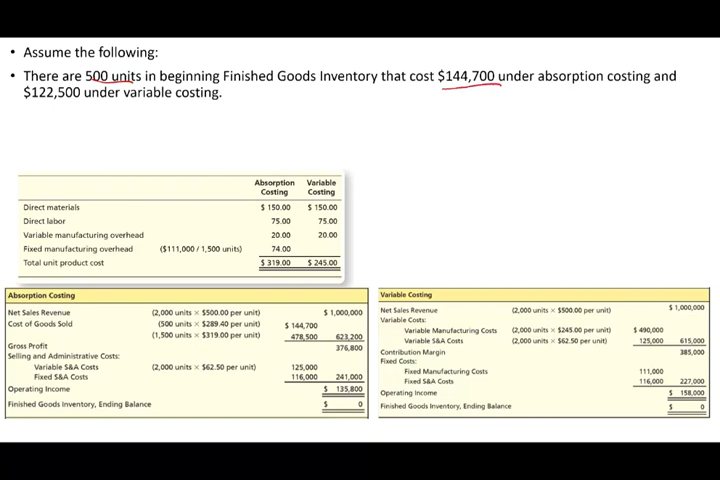 • Assume the following:
• There are 500 units in beginning Finished Goods Inventory that cost $144,700 under absorption costing and
$122,500 under variable costing.
Absorption Costing Variable Costing
Direct materials $ 150.00 $ 150.00
Direct labor 75.00 75.00
Variable manufacturing overhead 20.00 20.00
Fixed manufacturing overhead ($111,000 / 1,500 units) 74.00
Total unit product cost $ 319.00 $ 245.00
Absorption Costing
Net Sales Revenue (2,000 units × $500.00 per unit) $ 1,000,000
Cost of Goods Sold (500 units × $289.40 per unit) $ 144,700
(1,500 units × $319.00 per unit) 478,500 623,200
Gross Profit 376,800
Selling and Administrative Costs:
Variable S&A Costs (2,000 units × $62.50 per unit) 125,000
Fixed S&A Costs 116,000 241,000
Operating Income $ 135,800
Finished Goods Inventory, Ending Balance $ 0
Variable Costing
Net Sales Revenue (2,000 units × $500.00 per unit) $ 1,000,000
Variable Costs:
Variable Manufacturing Costs (2,000 units × $245.00 per unit) $ 490,000
Variable S&A Costs (2,000 units × $62.50 per unit) 125,000 615,000
Contribution Margin 385,000
Fixed Costs:
Fixed Manufacturing Costs 111,000
Fixed S&A Costs 116,000 227,000
Operating Income $ 158,000
Finished Goods Inventory, Ending Balance $ 0